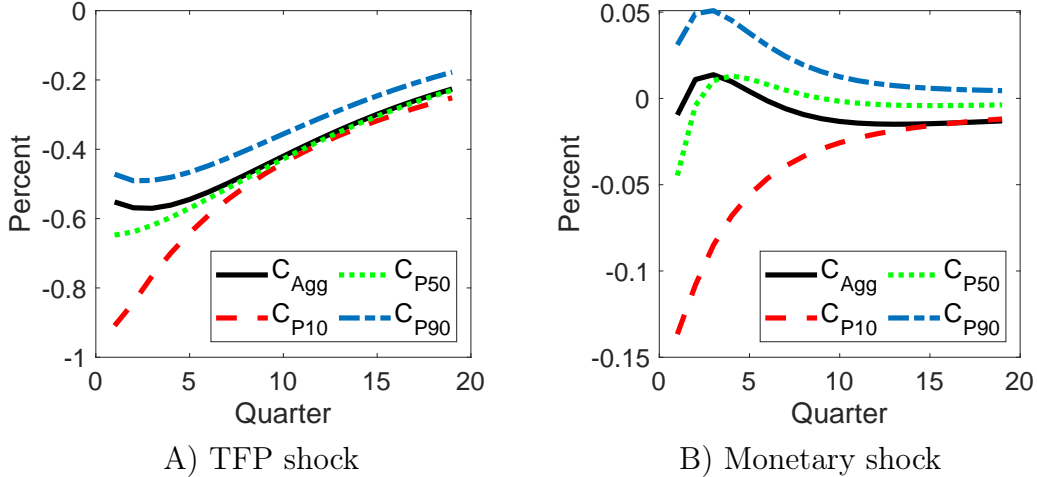 0
-0.2
-0.4
-0.6
-0.8
-1
Percent
C_Agg C_P50
C_P10 C_P90
0 5 10 15 20
Quarter
A) TFP shock
0.05
0
-0.05
-0.1
-0.15
Percent
C_Agg C_P50
C_P10 C_P90
0 5 10 15 20
Quarter
B) Monetary shock